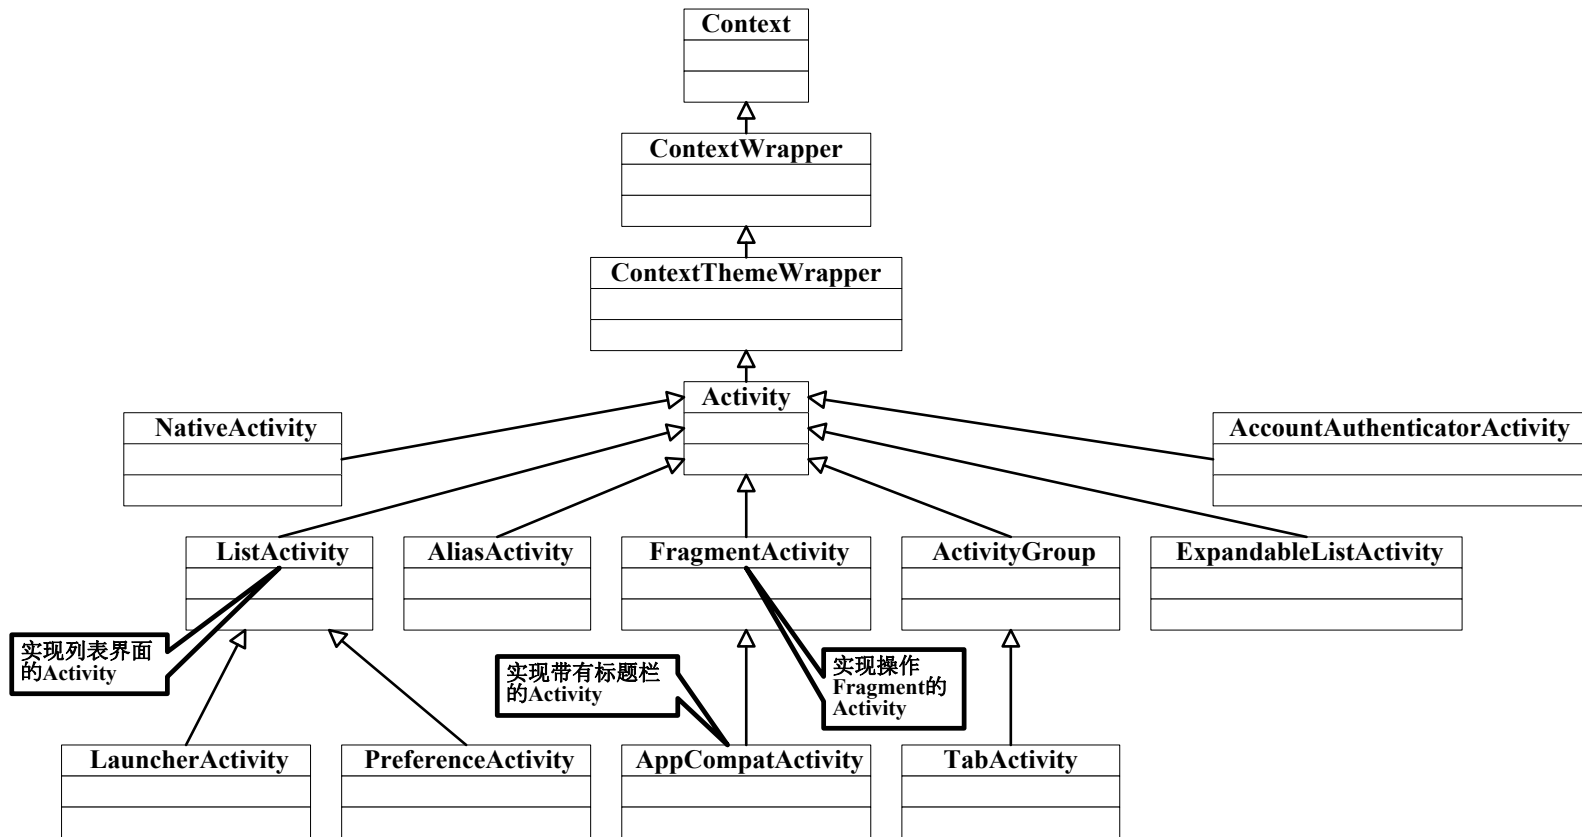 Context
ContextWrapper
ContextThemeWrapper
Activity
NativeActivity
AccountAuthenticatorActivity
ListActivity
AliasActivity
FragmentActivity
ActivityGroup
ExpandableListActivity
实现列表界面
的Activity
实现带有标题栏
的Activity
实现操作
Fragment的
Activity
LauncherActivity
PreferenceActivity
AppCompatActivity
TabActivity